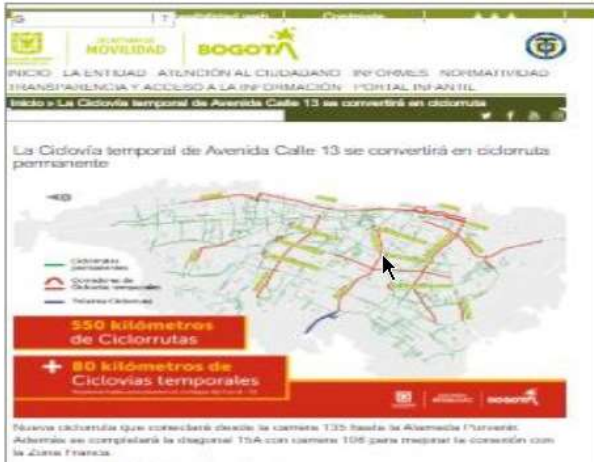 SECRETARÍA DE
MOVILIDAD
BOGOTÁ
INICIO LA ENTIDAD ATENCIÓN AL CIUDADANO INFORMES NORMATIVIDAD
TRANSPARENCIA Y ACCESO A LA INFORMACIÓN PORTAL INFANTIL
Inicio » La Ciclovía temporal de Avenida Calle 13 se convertirá en ciclorruta
La Ciclovía temporal de Avenida Calle 13 se convertirá en ciclorruta
permanente
Ciclorrutas
permanentes
Corredores de
Ciclovía temporales
550 kilómetros
de Ciclorrutas
+ 80 kilómetros de
Ciclovías temporales
BOGOTÁ
Nueva ciclorruta que conectará desde la carrera 135 hasta la Alameda Porvenir.
Además se completará la diagonal 15A con carrera 106 para mejorar la conexión con
la Zona Franca.